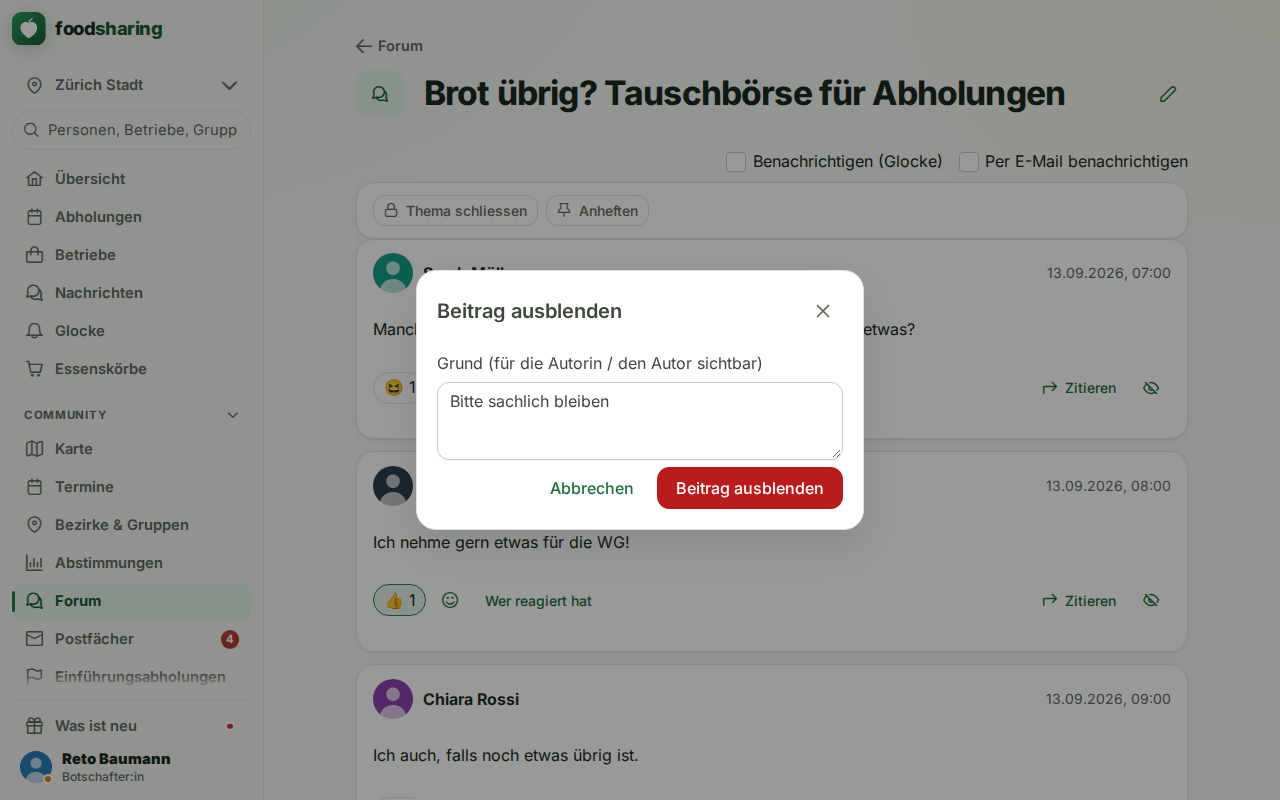 foodsharing
Zürich Stadt
Personen, Betriebe, Grupp
Übersicht
Abholungen
Betriebe
Nachrichten
Glocke
Essenskörbe
COMMUNITY
Karte
Termine
Bezirke & Gruppen
Abstimmungen
Forum
Postfächer 4
Einführungsabholungen
Was ist neu
Reto Baumann
Botschafter:in
Forum
Brot übrig? Tauschbörse für Abholungen
Benachrichtigen (Glocke) Per E-Mail benachrichtigen
Thema schliessen Anheften
13.09.2026, 07:00
etwas?
1
Zitieren
Beitrag ausblenden
Grund (für die Autorin / den Autor sichtbar)
Bitte sachlich bleiben
Abbrechen Beitrag ausblenden
13.09.2026, 08:00
Ich nehme gern etwas für die WG!
👍 1 Wer reagiert hat Zitieren
Chiara Rossi 13.09.2026, 09:00
Ich auch, falls noch etwas übrig ist.